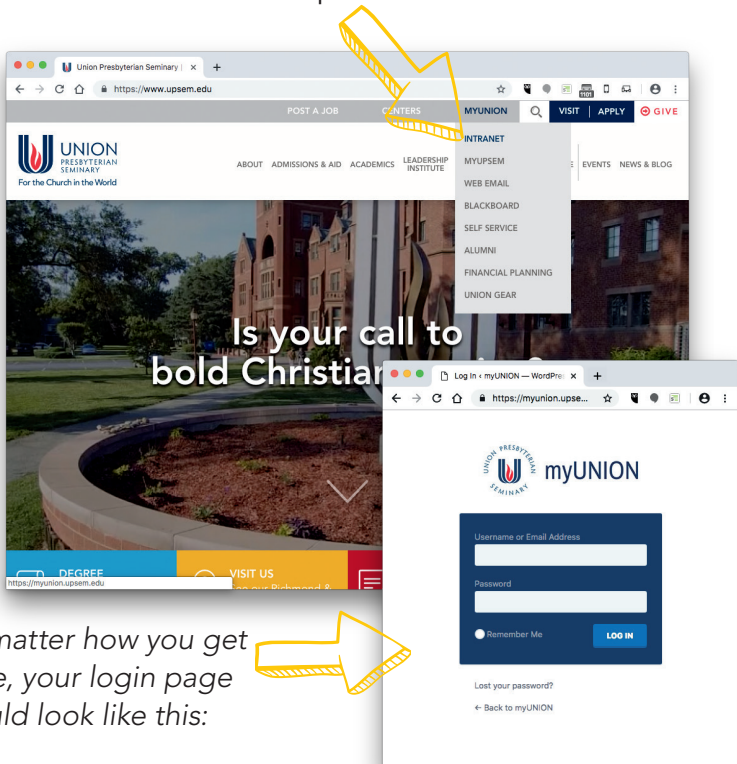 Union Presbyterian Seminary |
https://www.upsem.edu
POST A JOB
MYUNION
VISIT | APPLY
GIVE
UNION
PRESBYTERIAN
SEMINARY
For the Church in the World
ABOUT
ADMISSIONS & AID
ACADEMICS
LEADERSHIP
INSTITUTE
EVENTS
NEWS & BLOG
INTRANET
MYUPSEM
WEB EMAIL
BLACKBOARD
SELF SERVICE
ALUMNI
FINANCIAL PLANNING
UNION GEAR
Is your call to
bold Christian
DEGREE
VISIT US
https://myunion.upsem.edu
Log In ‹ myUNION — WordPres
https://myunion.upse...
UNION PRESBYTERIAN
SEMINARY
myUNION
Username or Email Address
Password
Remember Me
LOG IN
Lost your password?
← Back to myUNION
matter how you get
, your login page
look like this: